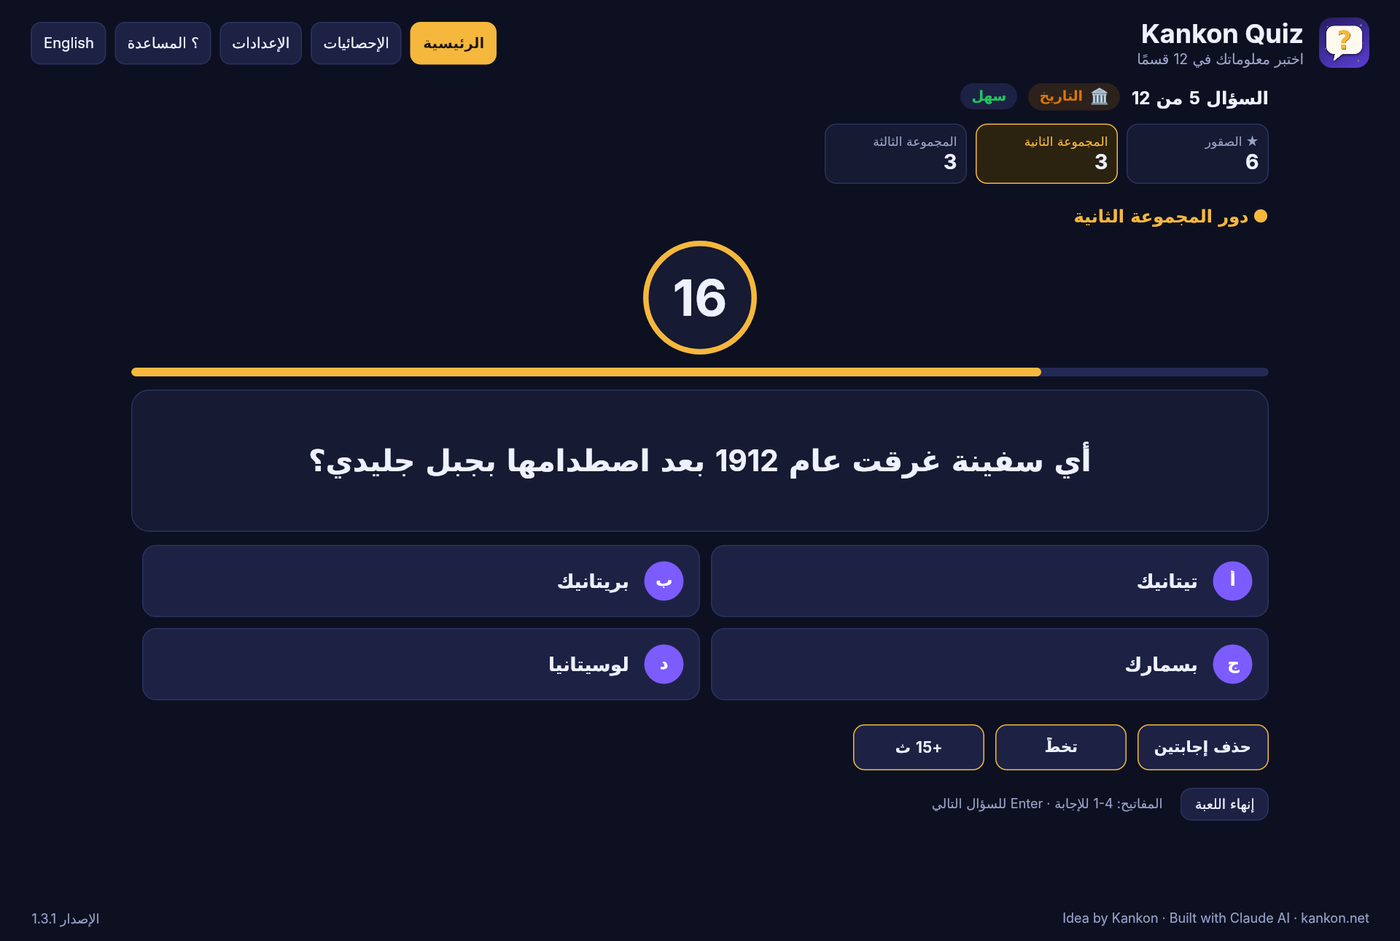 Kankon Quiz
اختبر معلوماتك في 12 قسمًا
الرئيسية
الإحصائيات
الإعدادات
؟ المساعدة
English
السؤال 5 من 12
التاريخ
سهل
★ الصقور
6
المجموعة الثانية
3
المجموعة الثالثة
3
دور المجموعة الثانية
16
أي سفينة غرقت عام 1912 بعد اصطدامها بجبل جليدي؟
أ تيتانيك
ب بريتانيك
ج بسمارك
د لوسيتانيا
حذف إجابتين
تخطَّ
+15 ث
إنهاء اللعبة
المفاتيح: 1-4 للإجابة · Enter للسؤال التالي
Idea by Kankon · Built with Claude AI · kankon.net
الإصدار 1.3.1